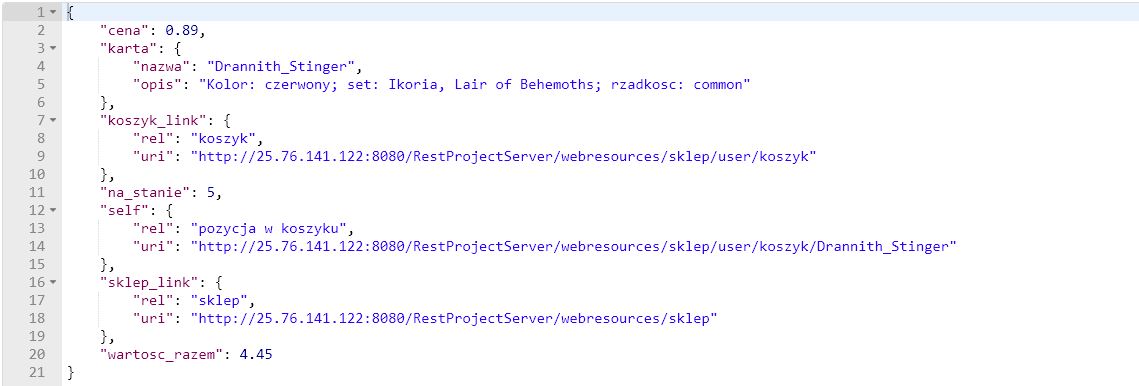 1 {
2 "cena": 0.89,
3 "karta": {
4 "nazwa": "Drannith_Stinger",
5 "opis": "Kolor: czerwony; set: Ikoria, Lair of Behemoths; rzadkosc: common"
6 },
7 "koszyk_link": {
8 "rel": "koszyk",
9 "uri": "http://25.76.141.122:8080/RestProjectServer/webresources/sklep/user/koszyk"
10 },
11 "na_stanie": 5,
12 "self": {
13 "rel": "pozycja w koszyku",
14 "uri": "http://25.76.141.122:8080/RestProjectServer/webresources/sklep/user/koszyk/Drannith_Stinger"
15 },
16 "sklep_link": {
17 "rel": "sklep",
18 "uri": "http://25.76.141.122:8080/RestProjectServer/webresources/sklep"
19 },
20 "wartosc_razem": 4.45
21 }